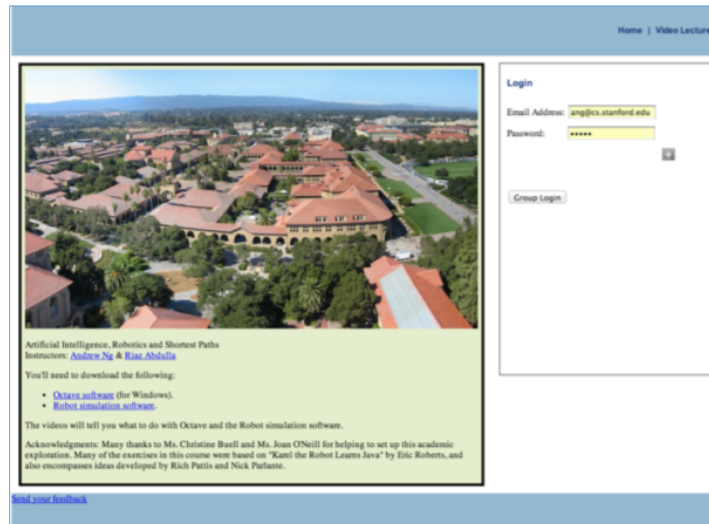 Home | Video Lecture
Login
Email Address: ang@cs.stanford.edu
Password: •••••
+
Group Login
Artificial Intelligence, Robotics and Shortest Paths
Instructors: Andrew Ng & Riaz Abdulla
You'll need to download the following:
• Octave software (for Windows).
• Robot simulation software.
The videos will tell you what to do with Octave and the Robot simulation software.
Acknowledgments: Many thanks to Ms. Christine Buell and Ms. Joan O'Neill for helping to set up this academic
exploration. Many of the exercises in this course were based on "Karel the Robot Learns Java" by Eric Roberts, and
also encompasses ideas developed by Rich Pattis and Nick Parlante.
Send your feedback